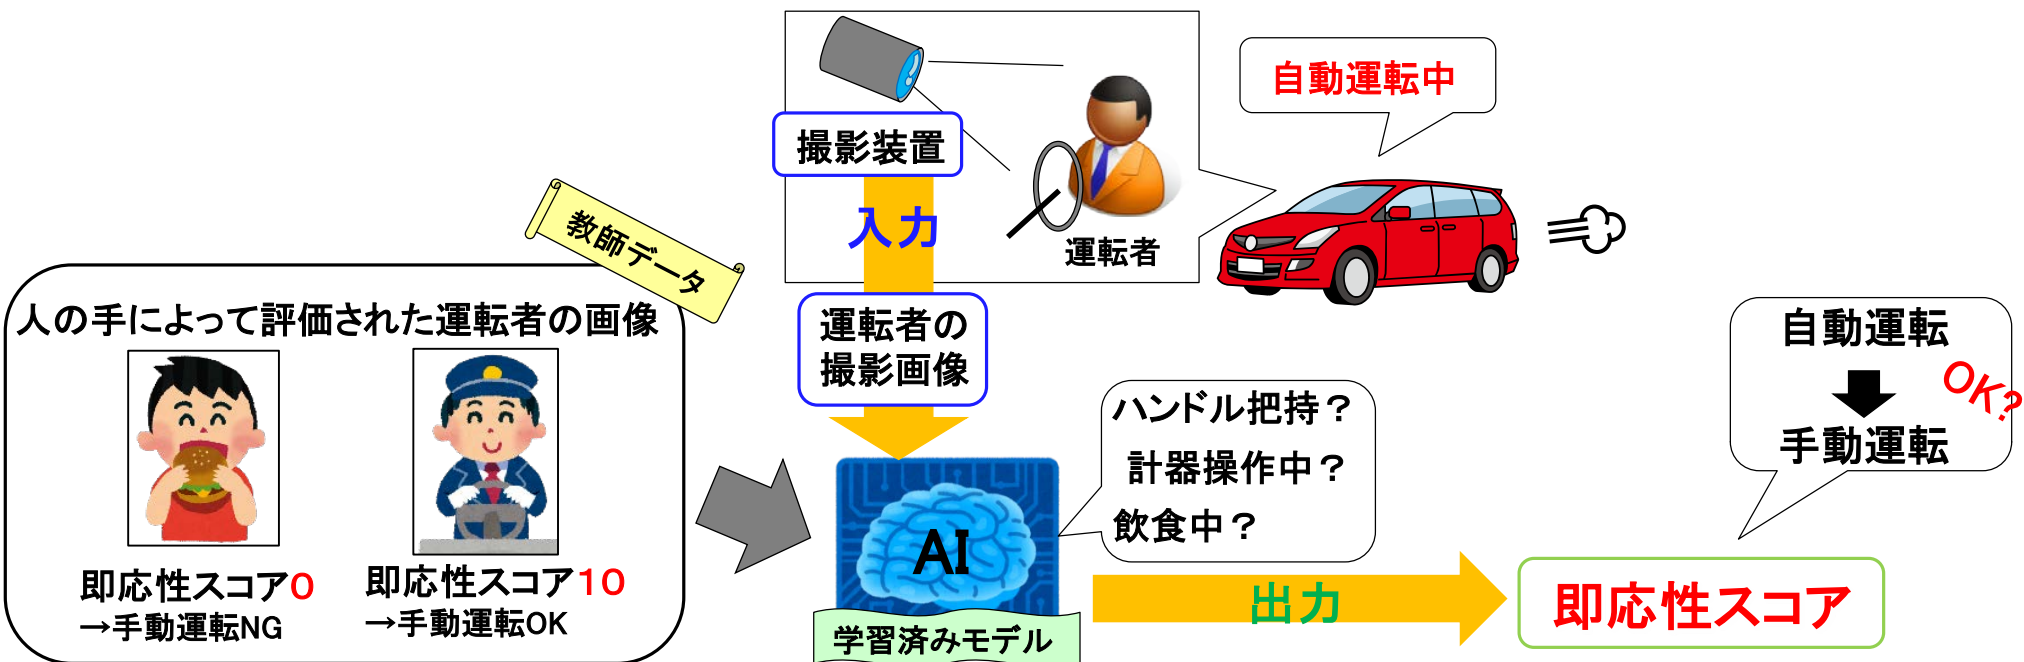 自動運転中
撮影装置
入力
運転者
教師データ
人の手によって評価された運転者の画像
運転者の
撮影画像
自動運転
OK?
手動運転
ハンドル把持？
計器操作中？
飲食中？
AI
即応性スコア0
→手動運転NG
即応性スコア10
→手動運転OK
出力
即応性スコア
学習済みモデル